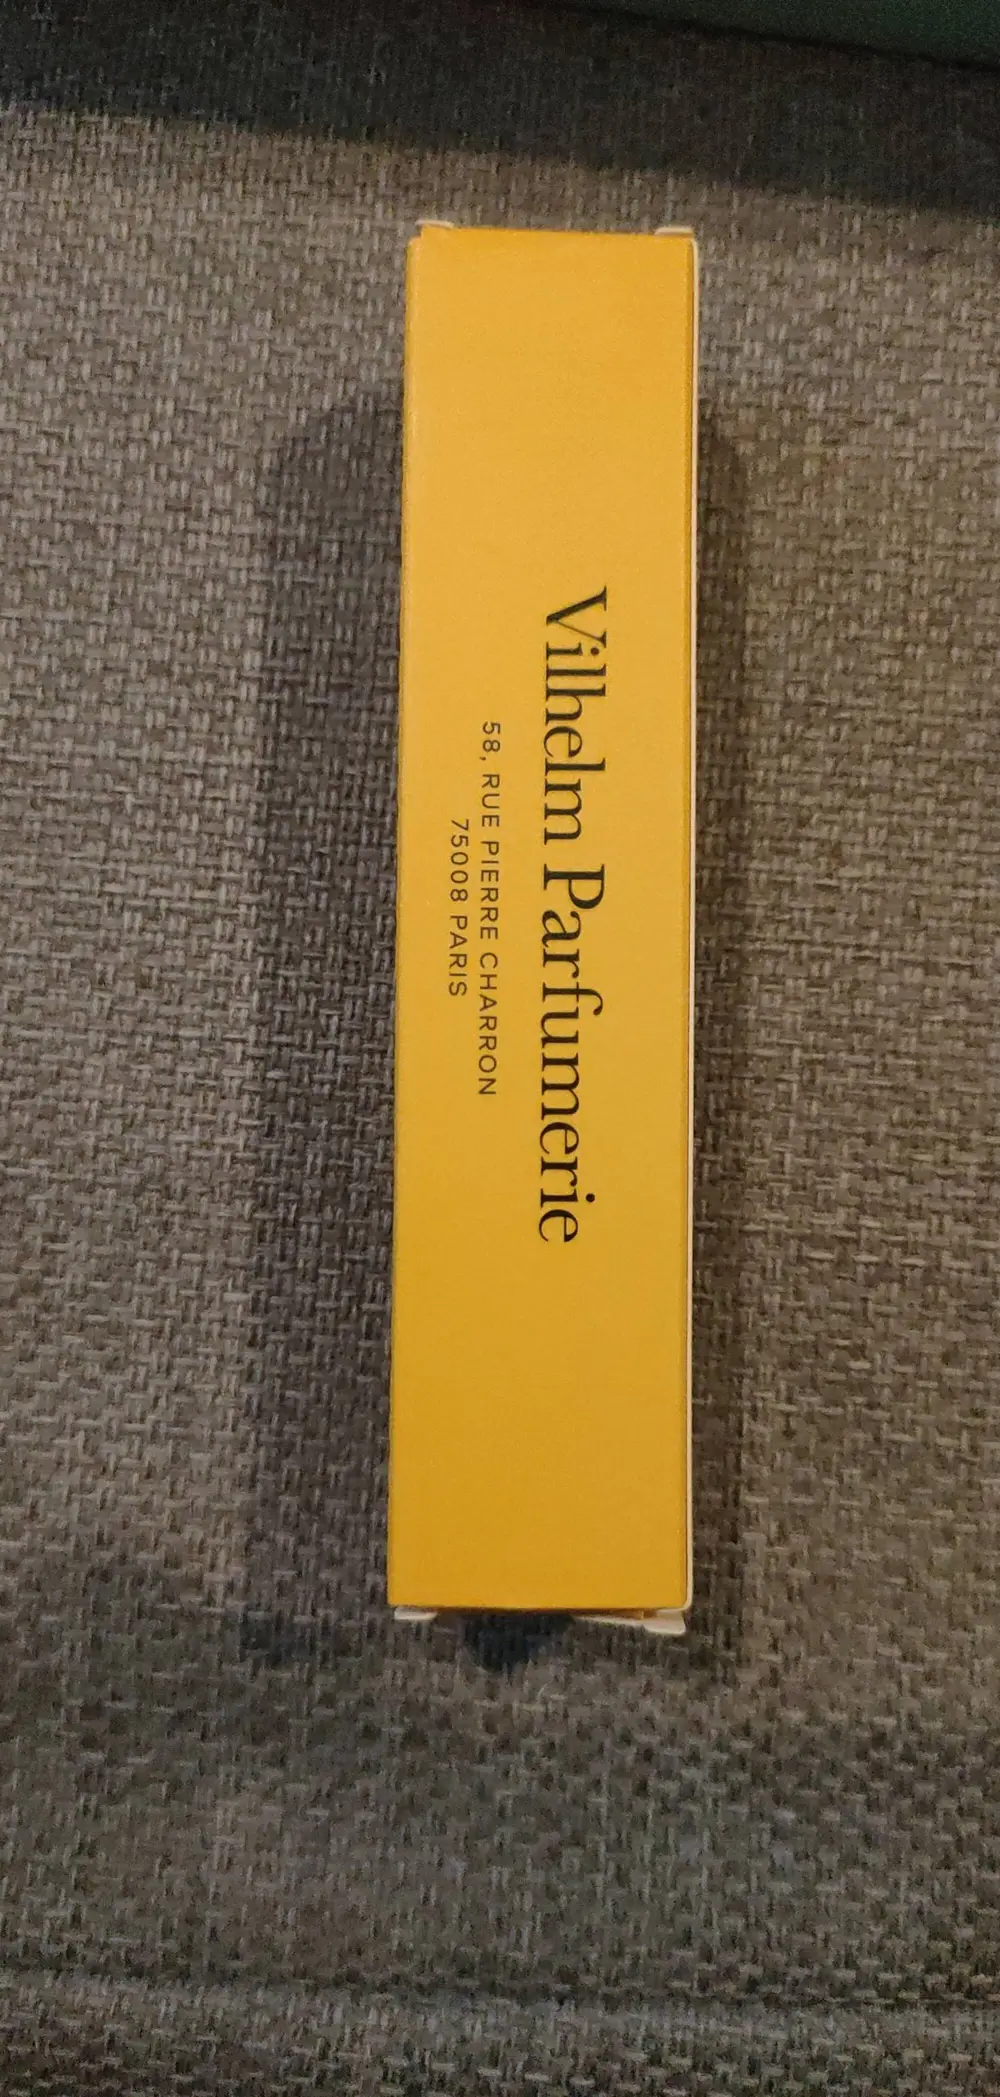 Vilhelm Parfumerie
58, RUE PIERRE CHARRON
75008 PARIS